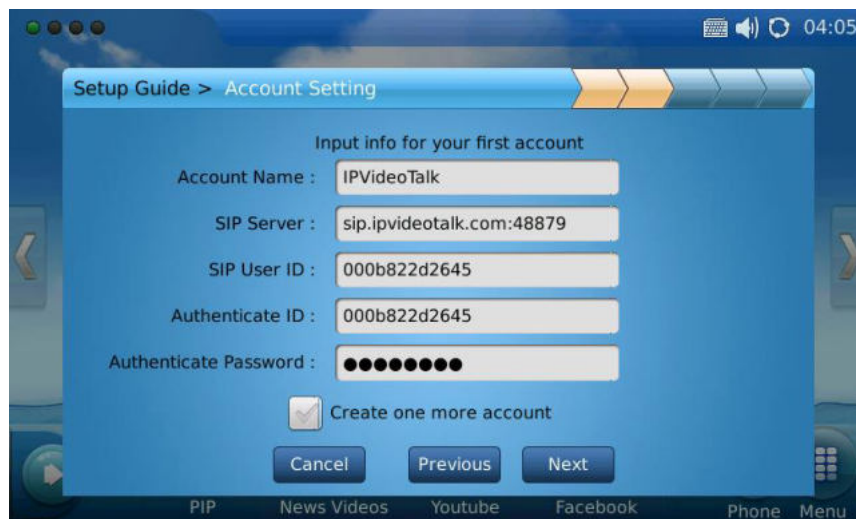 04:05
Setup Guide > Account Setting
Input info for your first account
Account Name : IPVideoTalk
SIP Server : sip.ipvideotalk.com:48879
SIP User ID : 000b822d2645
Authenticate ID : 000b822d2645
Authenticate Password : ●●●●●●●●
Create one more account
Cancel Previous Next
PIP News Videos Youtube Facebook Phone Menu